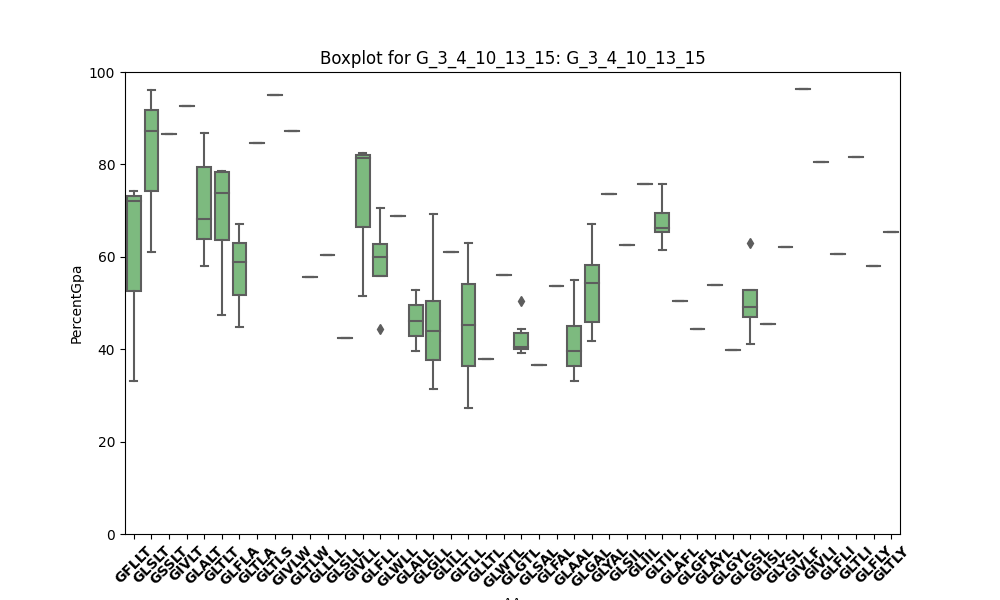 Boxplot for G_3_4_10_13_15: G_3_4_10_13_15
100
80
60
40
20
0
PercentGpa
GFLLT
GLSLT
GSSLT
GIVLT
GLALT
GLTLT
GLFLA
GLTLA
GLTLS
GIVLW
GLTLW
GLLLL
GLSLL
GIVLL
GLFLL
GLWLL
GLALL
GLGLL
GLILL
GLTLL
GLLTL
GLWTL
GLGTL
GLSAL
GLFAL
GLAAL
GLGAL
GLYAL
GLSIL
GLIIL
GLTIL
GLAFL
GLGFL
GLAYL
GLGYL
GLGSL
GLISL
GLYSL
GIVLF
GIVLI
GLFLI
GLTLI
GLFLY
GLTLY